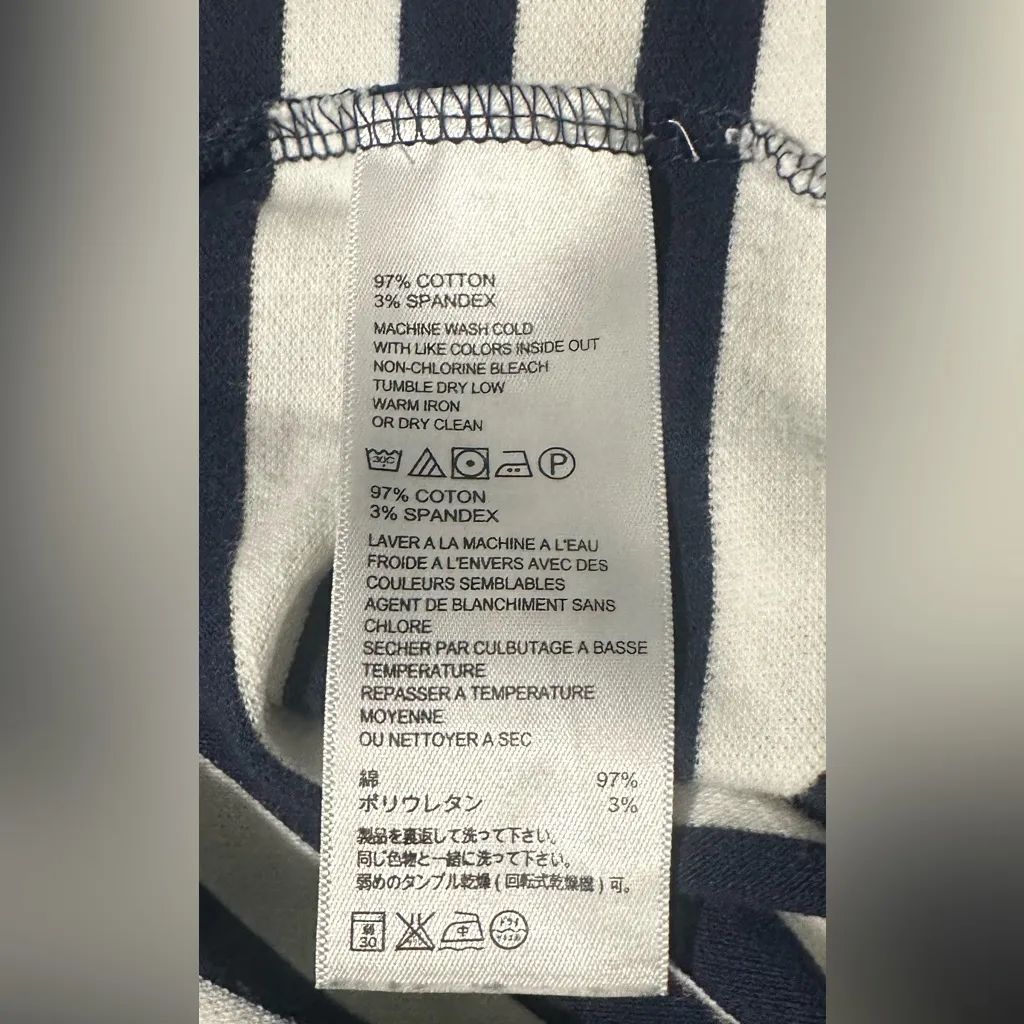 97% COTTON
3% SPANDEX
MACHINE WASH COLD
WITH LIKE COLORS INSIDE OUT
NON-CHLORINE BLEACH
TUMBLE DRY LOW
WARM IRON
OR DRY CLEAN
30C P
97% COTON
3% SPANDEX
LAVER A LA MACHINE A L'EAU
FROIDE A L'ENVERS AVEC DES
COULEURS SEMBLABLES
AGENT DE BLANCHIMENT SANS
CHLORE
SECHER PAR CULBUTAGE A BASSE
TEMPERATURE
REPASSER A TEMPERATURE
MOYENNE
OU NETTOYER A SEC
綿 97%
ポリウレタン 3%
製品を裏返して洗って下さい。
同じ色物と一緒に洗って下さい。
弱めのタンブル乾燥 ( 回転式乾燥機 ) 可。
弱 30 中 ドライ